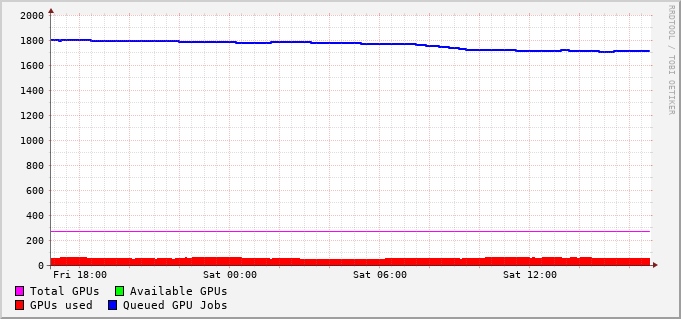 2000
1800
1600
1400
1200
1000
800
600
400
200
0
Fri 18:00 Sat 00:00 Sat 06:00 Sat 12:00
Total GPUs Available GPUs
GPUs used Queued GPU Jobs
RRDTOOL / TOBI OETIKER